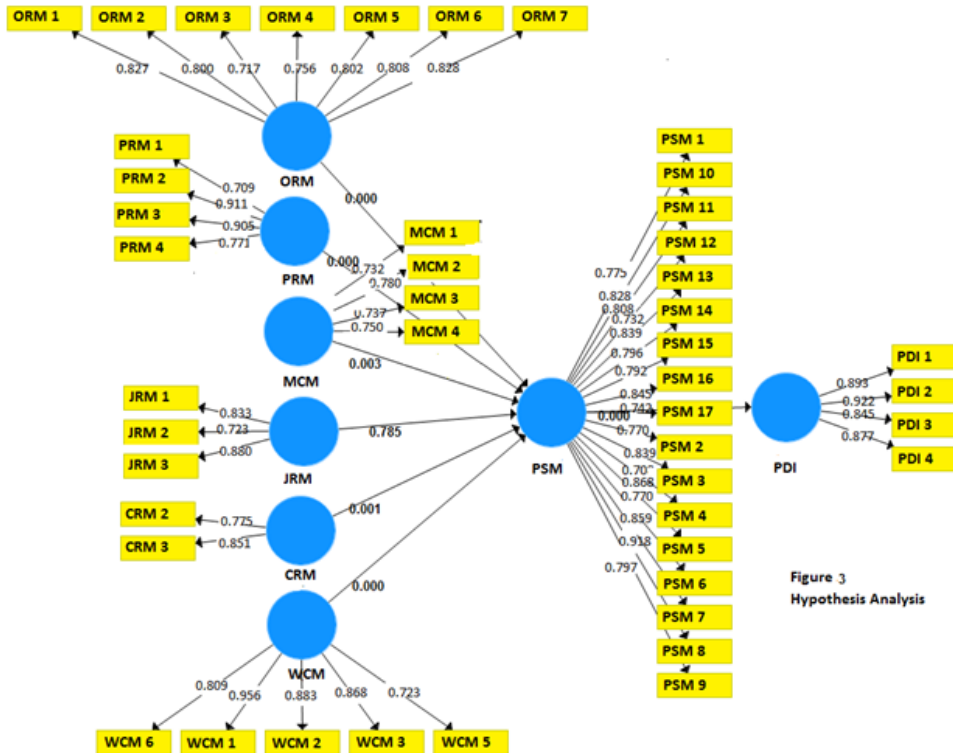 ORM 1
ORM 2
ORM 3
ORM 4
ORM 5
ORM 6
ORM 7
0.827
0.800
0.717
0.756
0.802
0.808
0.828
ORM
PRM 1
PRM 2
PRM 3
PRM 4
0.709
0.911
0.905
0.771
PRM
0.000
0.000
MCM 1
MCM 2
MCM 3
MCM 4
0.732
0.780
0.737
0.750
MCM
0.003
JRM 1
JRM 2
JRM 3
0.833
0.723
0.880
JRM
0.785
CRM 2
CRM 3
0.775
0.851
CRM
0.001
WCM
0.000
0.809
0.956
0.883
0.868
0.723
WCM 6
WCM 1
WCM 2
WCM 3
WCM 5
PSM
PSM 1
PSM 10
PSM 11
PSM 12
PSM 13
PSM 14
PSM 15
PSM 16
PSM 17
PSM 2
PSM 3
PSM 4
PSM 5
PSM 6
PSM 7
PSM 8
PSM 9
0.775
0.828
0.808
0.732
0.839
0.796
0.792
0.845
0.742
0.000
0.770
0.839
0.868
0.770
0.859
0.918
0.797
PDI
0.893
0.922
0.845
0.877
PDI 1
PDI 2
PDI 3
PDI 4
Figure 3
Hypothesis Analysis